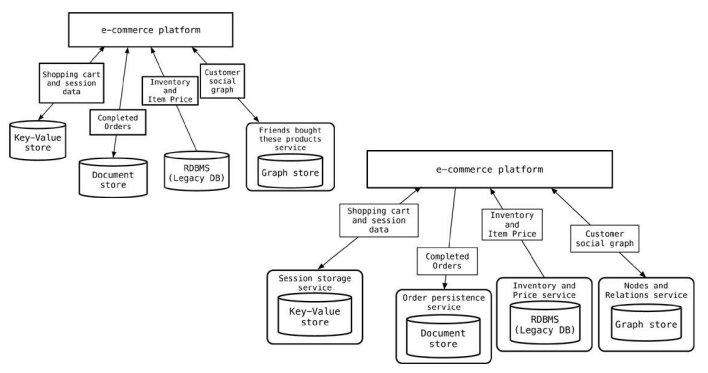 e-commerce platform
Shopping cart
and session
data
Inventory
and
Item Price
Customer
social
graph
Completed
Orders
Key-Value
store
Document
store
RDBMS
(Legacy DB)
Friends bought
these products
service
Graph store
e-commerce platform
Shopping cart
and session
data
Completed
Orders
Inventory
and
Item Price
Customer
social graph
Session storage
service
Key-Value
store
Order persistence
service
Document
store
Inventory and
Price service
RDBMS
(Legacy DB)
Nodes and
Relations service
Graph store